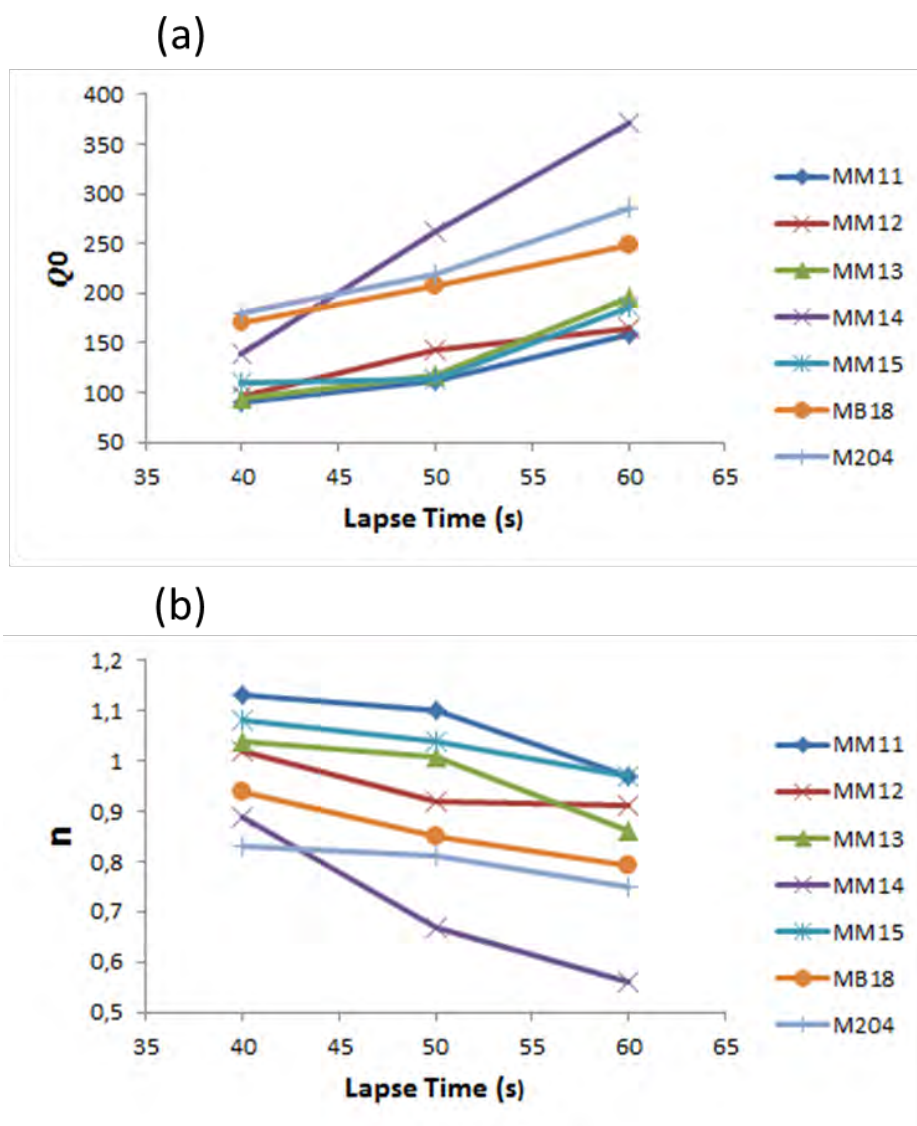 (a)
400
350
300
250
200
150
100
50
Q0
35 40 45 50 55 60 65
Lapse Time (s)
MM11
MM12
MM13
MM14
MM15
MB18
M204
(b)
1,2
1,1
1
0,9
0,8
0,7
0,6
0,5
n
35 40 45 50 55 60 65
Lapse Time (s)
MM11
MM12
MM13
MM14
MM15
MB18
M204